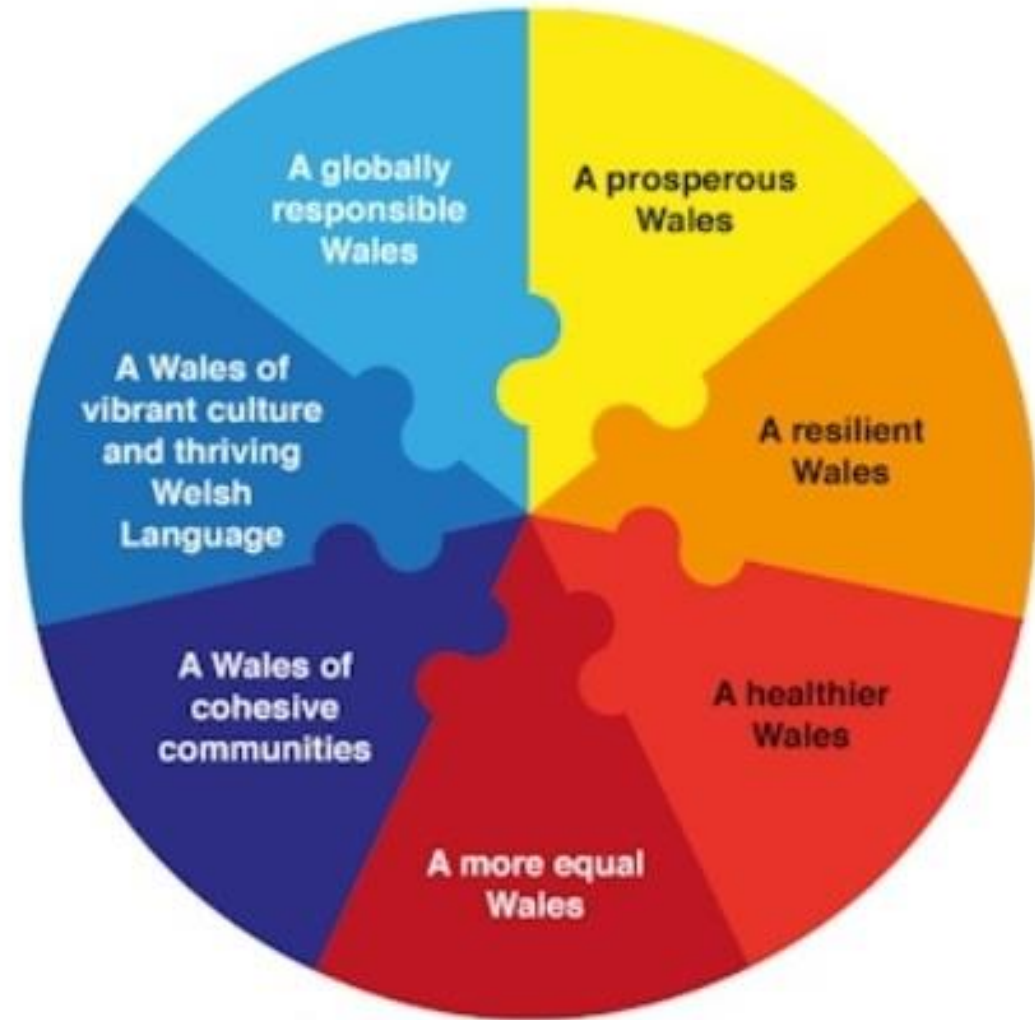 A prosperous
Wales
A resilient
Wales
A healthier
Wales
A more equal
Wales
A Wales of
cohesive
communities
A Wales of
vibrant culture
and thriving
Welsh
Language
A globally
responsible
Wales